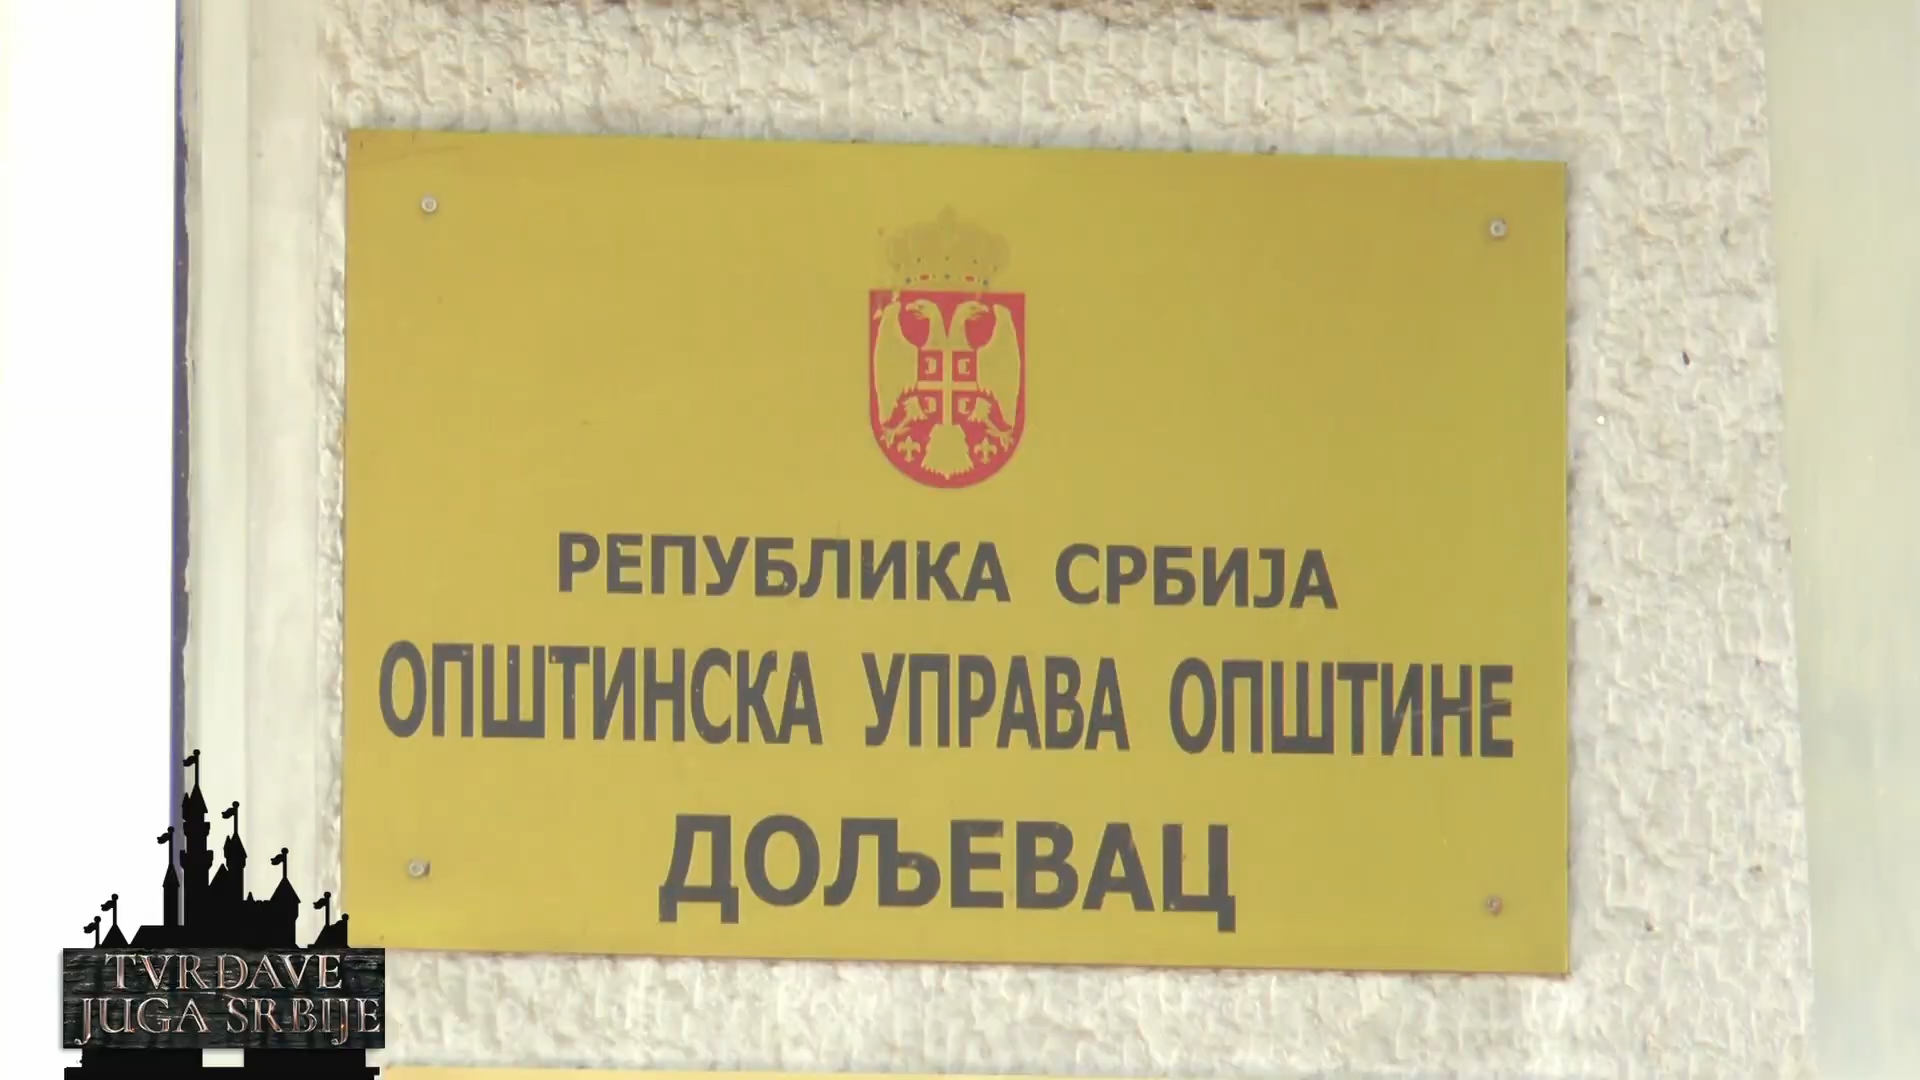 РЕПУБЛИКА СРБИЈА
ОПШТИНСКА УПРАВА ОПШТИНЕ
ДОЉЕВАЦ
TVRĐAVE
JUGA SRBIJE